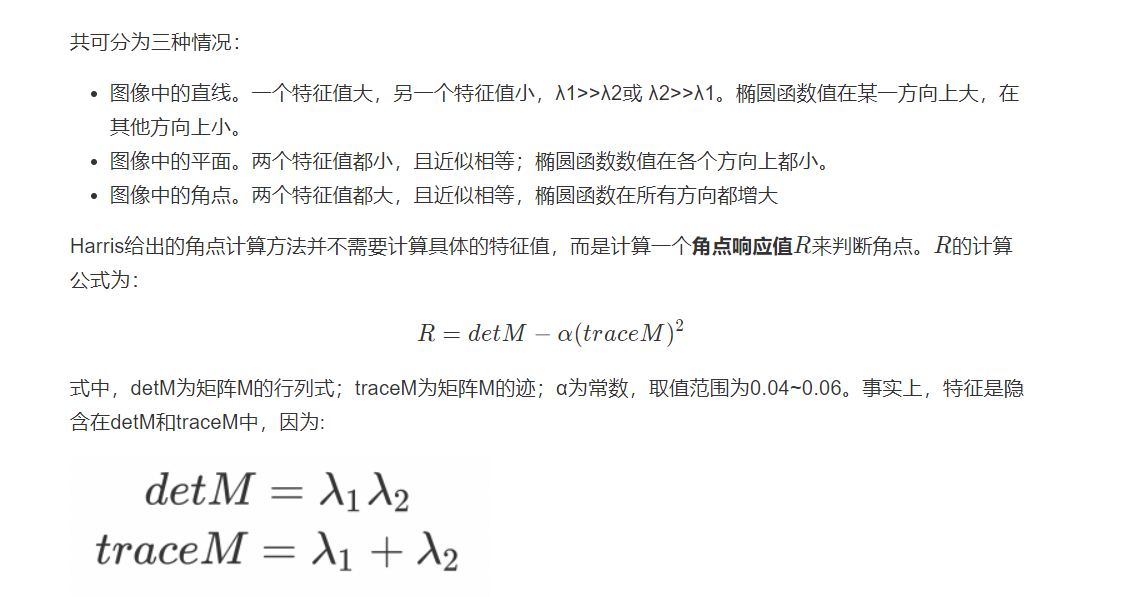 共可分为三种情况：
• 图像中的直线。一个特征值大，另一个特征值小，λ1>>λ2或 λ2>>λ1。椭圆函数值在某一方向上大，在
其他方向上小。
• 图像中的平面。两个特征值都小，且近似相等；椭圆函数数值在各个方向上都小。
• 图像中的角点。两个特征值都大，且近似相等，椭圆函数在所有方向都增大
Harris给出的角点计算方法并不需要计算具体的特征值，而是计算一个角点响应值R来判断角点。R的计算
公式为：
R = detM − α(traceM)²
式中，detM为矩阵M的行列式；traceM为矩阵M的迹；α为常数，取值范围为0.04~0.06。事实上，特征是隐
含在detM和traceM中，因为:
detM = λ₁λ₂
traceM = λ₁ + λ₂